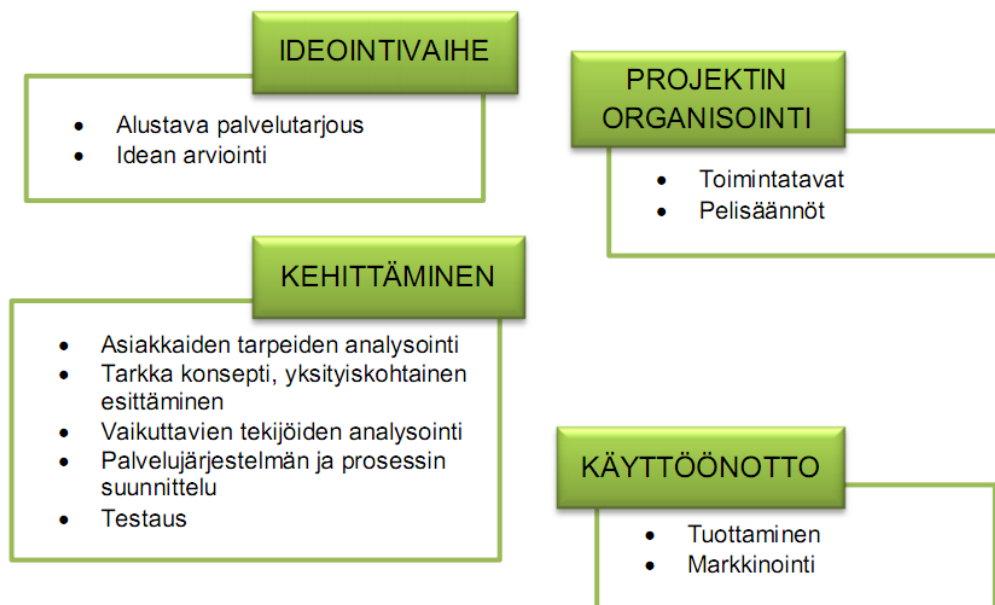 IDEOINTIVAIHE
• Alustava palvelutarjous
• Idean arviointi
PROJEKTIN
ORGANISOINTI
• Toimintatavat
• Pelisäännöt
KEHITTÄMINEN
• Asiakkaiden tarpeiden analysointi
• Tarkka konsepti, yksityiskohtainen
esittäminen
• Vaikuttavien tekijöiden analysointi
• Palvelujärjestelmän ja prosessin
suunnittelu
• Testaus
KÄYTTÖÖNOTTO
• Tuottaminen
• Markkinointi